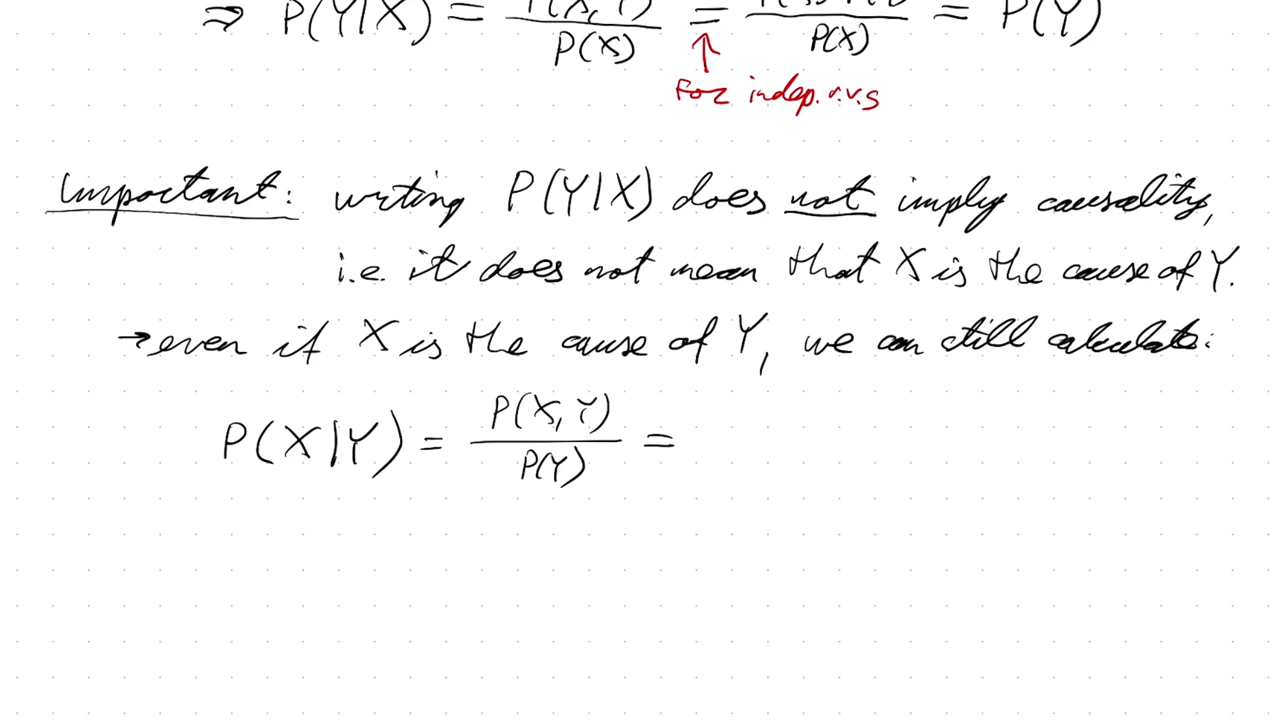 ⇒ P(Y|X) = P(X,Y) / P(X) = / P(X) = P(Y)
↑
For indep. r.v.s
Important: writing P(Y|X) does not imply causality,
i.e. it does not mean that X is the cause of Y.
→ even if X is the cause of Y, we can still calculate:
P(X|Y) = P(X,Y) / P(Y) =